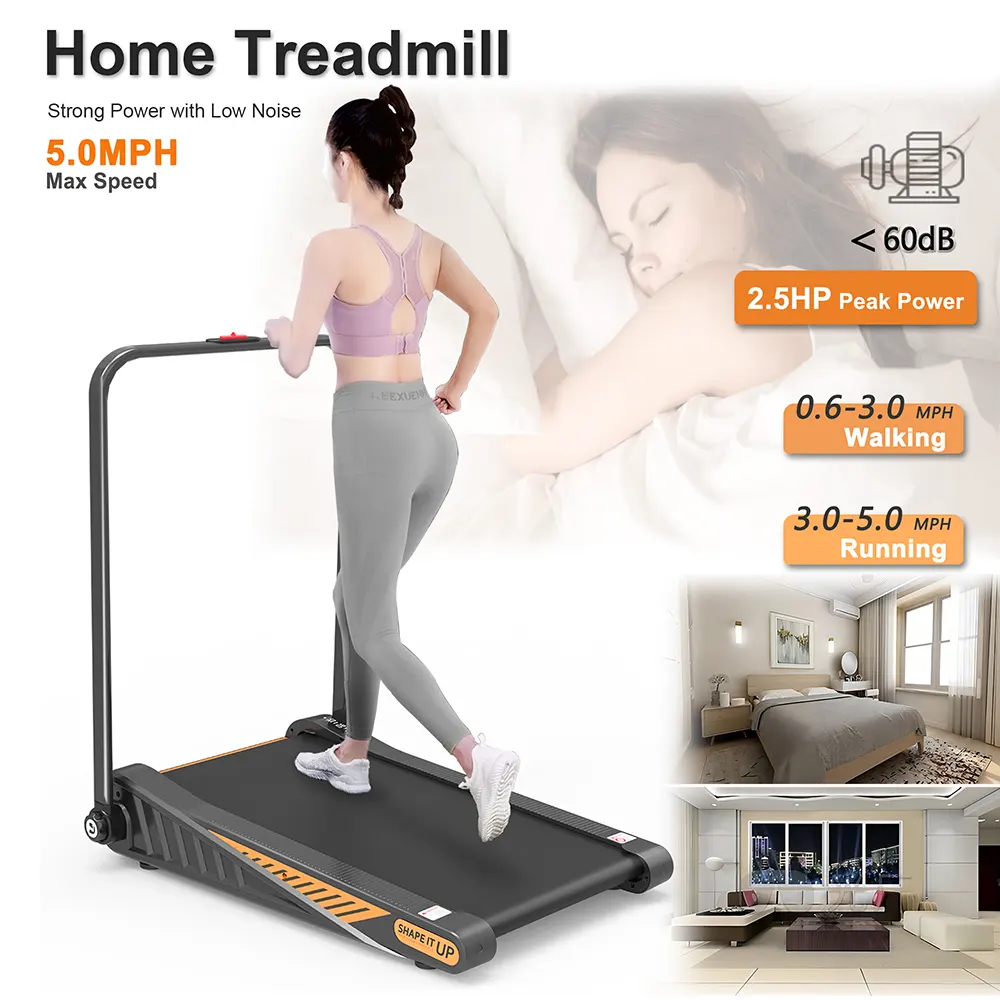 Home Treadmill
Strong Power with Low Noise
5.0MPH
Max Speed
< 60dB
2.5HP Peak Power
0.6-3.0 MPH
Walking
3.0-5.0 MPH
Running
SHAPE IT UP